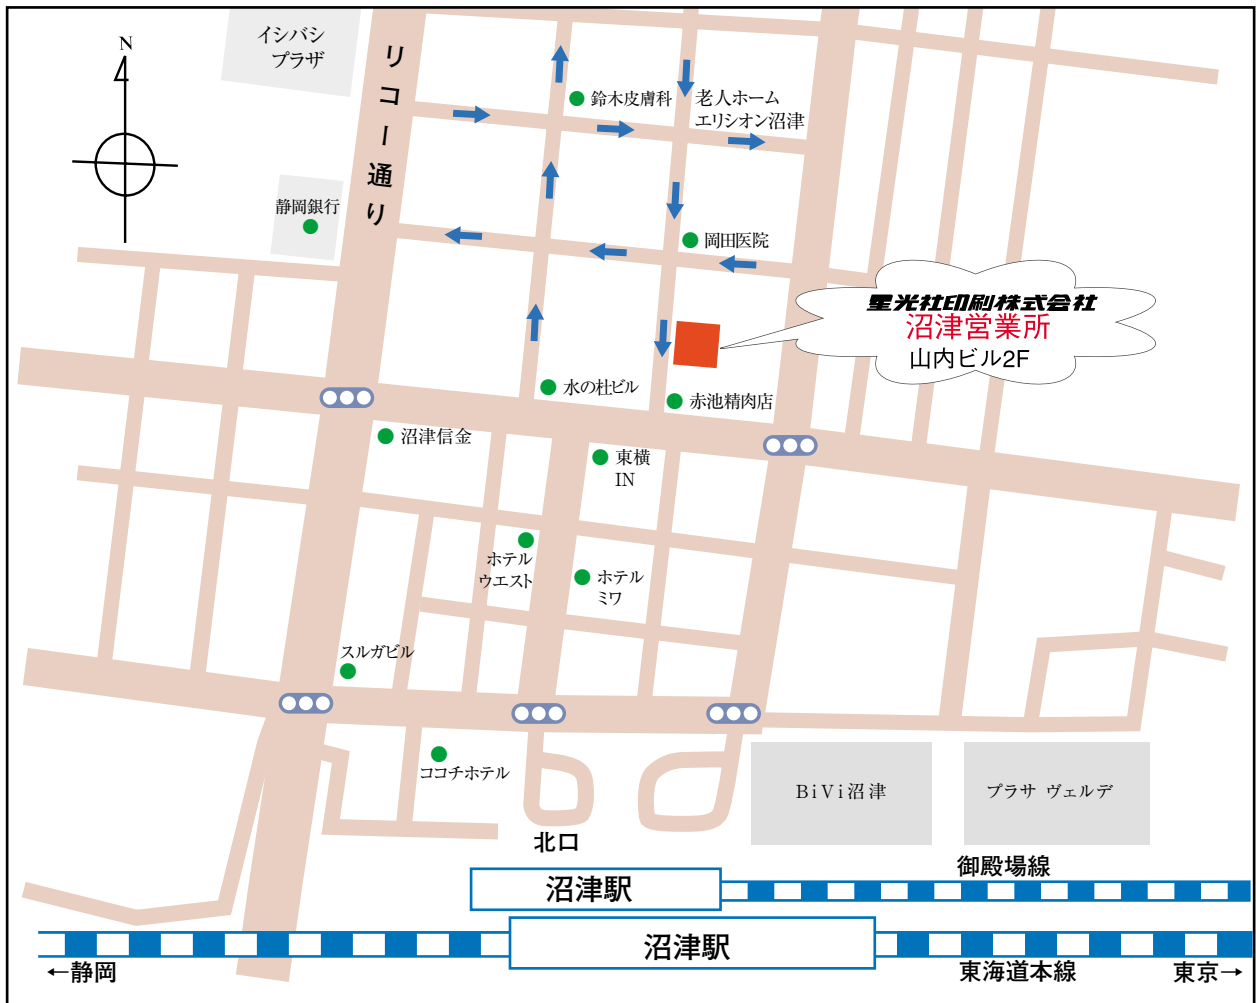 N
イシバシ
プラザ
リコー通り
鈴木皮膚科
老人ホーム
エリシオン沼津
静岡銀行
岡田医院
星光社印刷株式会社
沼津営業所
山内ビル2F
水の杜ビル
赤池精肉店
沼津信金
東横
IN
ホテル
ウエスト
ホテル
ミワ
スルガビル
ココチホテル
BiVi沼津
プラサ ヴェルデ
北口
御殿場線
沼津駅
沼津駅
←静岡
東海道本線
東京→